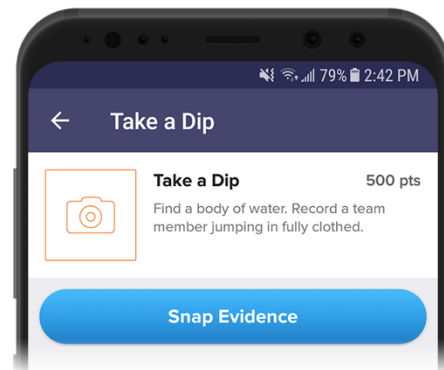 79% 2:42 PM
Take a Dip
Take a Dip 500 pts
Find a body of water. Record a team
member jumping in fully clothed.
Snap Evidence